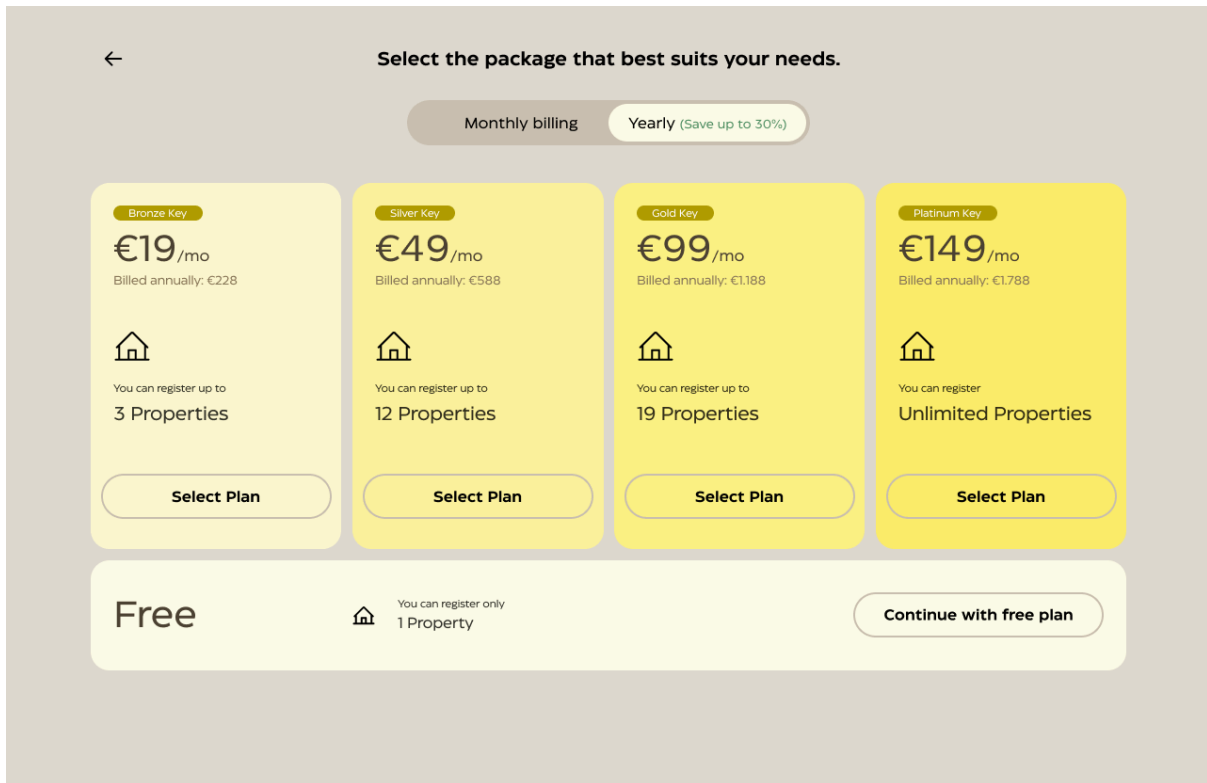 Select the package that best suits your needs.
Monthly billing
Yearly (Save up to 30%)
Bronze Key
€19/mo
Billed annually: €228
You can register up to
3 Properties
Select Plan
Silver Key
€49/mo
Billed annually: €588
You can register up to
12 Properties
Select Plan
Gold Key
€99/mo
Billed annually: €1.188
You can register up to
19 Properties
Select Plan
Platinum Key
€149/mo
Billed annually: €1.788
You can register
Unlimited Properties
Select Plan
Free
You can register only
1 Property
Continue with free plan